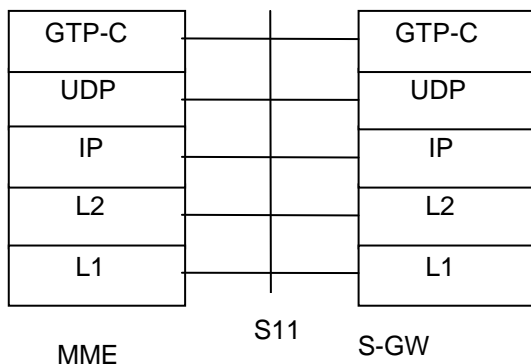 GTP-C GTP-C
UDP UDP
IP IP
L2 L2
L1 L1
S11
MME S-GW